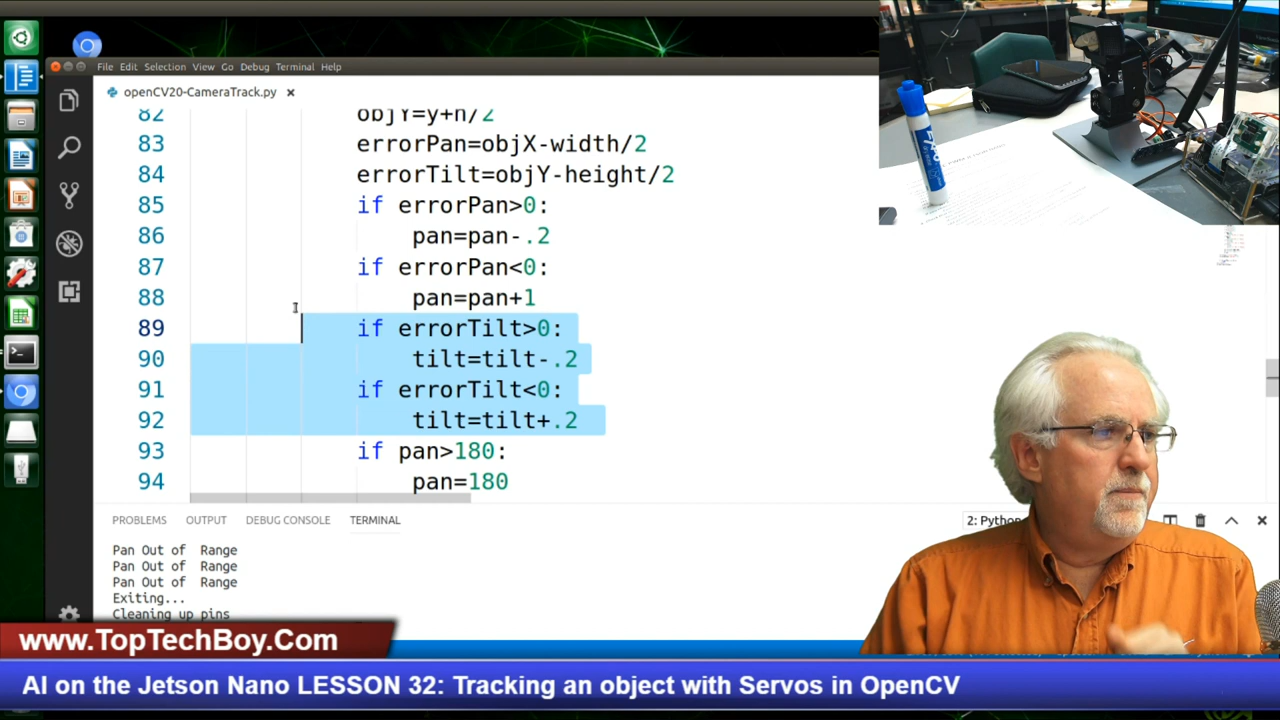 File Edit Selection View Go Debug Terminal Help
openCV20-CameraTrack.py ×
82 objY=y+h/2
83 errorPan=objX-width/2
84 errorTilt=objY-height/2
85 if errorPan>0:
86 pan=pan-.2
87 if errorPan<0:
88 pan=pan+1
89 if errorTilt>0:
90 tilt=tilt-.2
91 if errorTilt<0:
92 tilt=tilt+.2
93 if pan>180:
94 pan=180
PROBLEMS OUTPUT DEBUG CONSOLE TERMINAL 2: Python
Pan Out of Range
Pan Out of Range
Pan Out of Range
Exiting...
Cleaning up pins
www.TopTechBoy.Com
AI on the Jetson Nano LESSON 32: Tracking an object with Servos in OpenCV